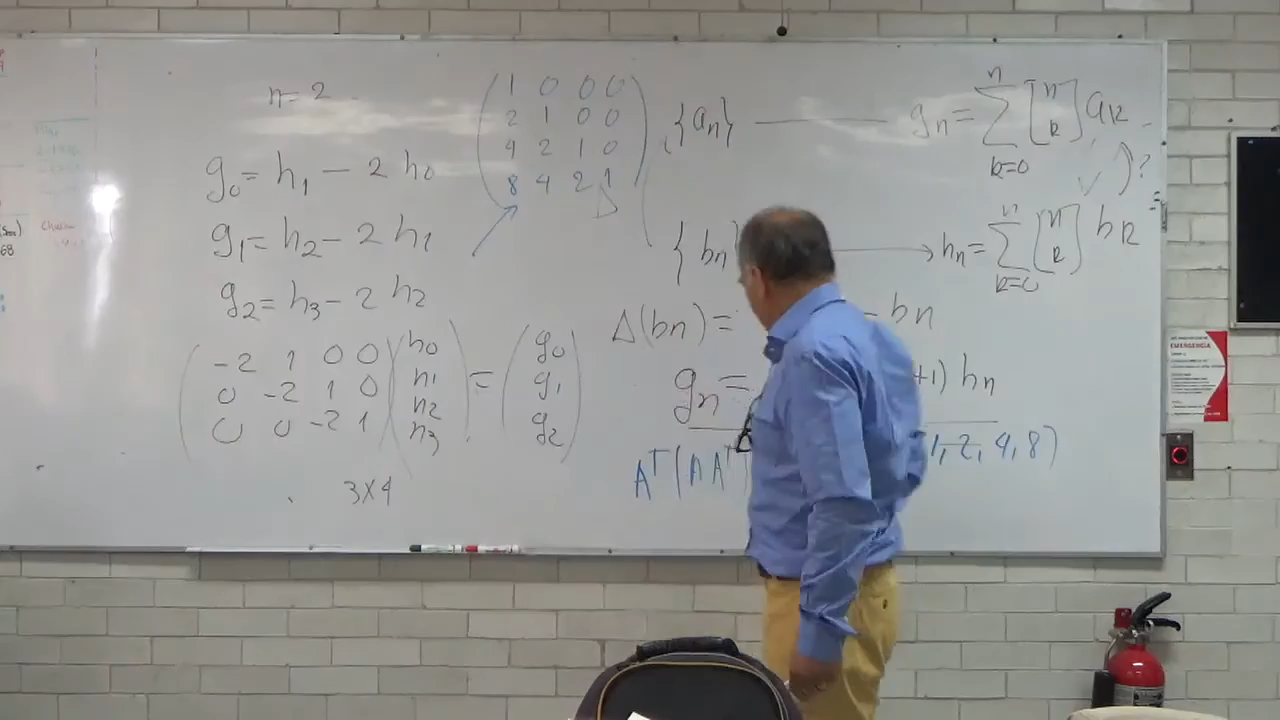 n = 2
g₀ = h₁ − 2 h₀
g₁ = h₂ − 2 h₁
g₂ = h₃ − 2 h₂
(−2 1 0 0) (h₀) = (g₀)
(0 −2 1 0) (h₁) (g₁)
(0 0 −2 1) (h₂) (g₂)
(h₃)
3X4
1 0 0 0
2 1 0 0
4 2 1 0
8 4 2 1
{aₙ} — gₙ = Σ k=0 n [n k] aₖ
?
{bₙ → hₙ = Σ k=0 n [n k] bₖ
Δ(bn) = − bn
gₙ = +1) hₙ
Aᵀ(A Aᵀ 1, 2, 4, 8)
EMERGENCIA
68